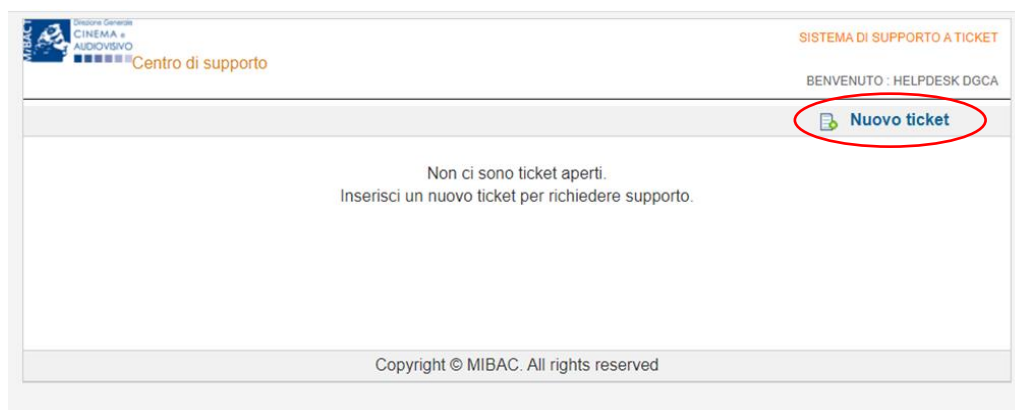 MiBACT
Direzione Generale
CINEMA e
AUDIOVISIVO
Centro di supporto
SISTEMA DI SUPPORTO A TICKET
BENVENUTO : HELPDESK DGCA
Nuovo ticket
Non ci sono ticket aperti.
Inserisci un nuovo ticket per richiedere supporto.
Copyright © MIBAC. All rights reserved